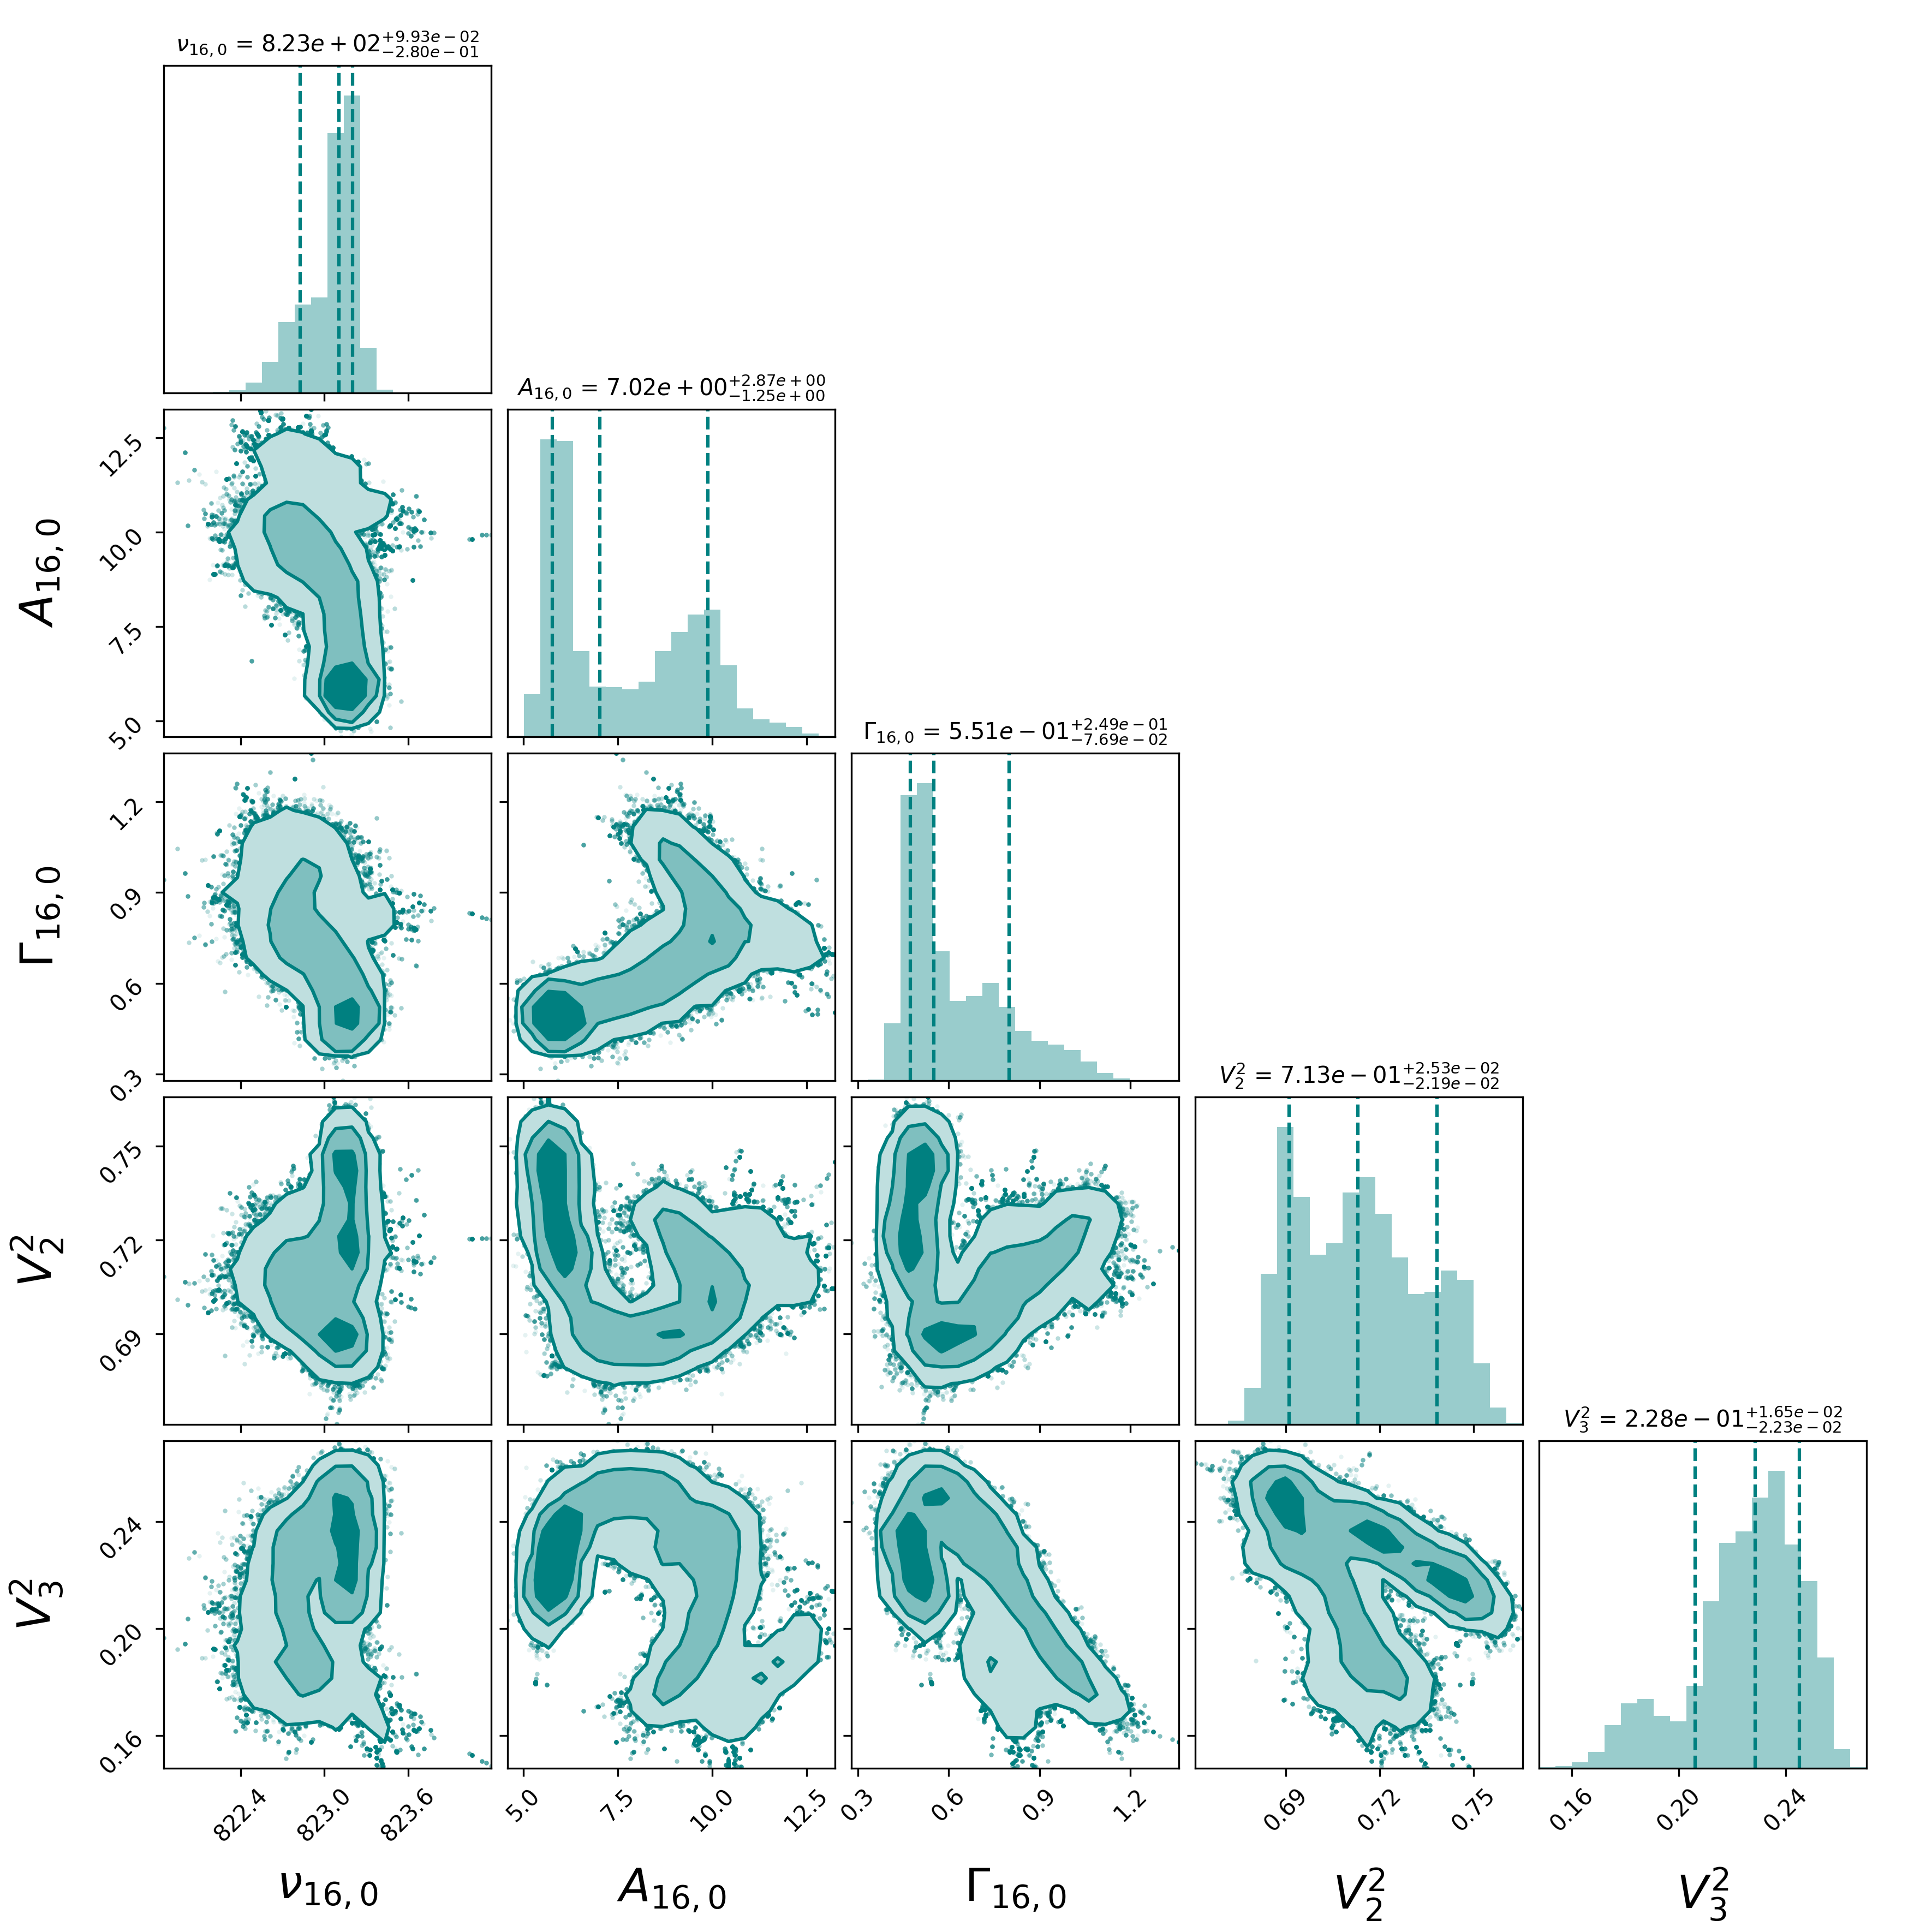 ν₁₆,₀ = 8.23e + 02 +9.93e − 02 −2.80e − 01
A₁₆,₀ = 7.02e + 00 +2.87e + 00 −1.25e + 00
Γ₁₆,₀ = 5.51e − 01 +2.49e − 01 −7.69e − 02
V₂² = 7.13e − 01 +2.53e − 02 −2.19e − 02
V₃² = 2.28e − 01 +1.65e − 02 −2.23e − 02
A₁₆,₀
12.5
10.0
7.5
5.0
Γ₁₆,₀
1.2
0.9
0.6
0.3
V₂²
0.75
0.72
0.69
V₃²
0.24
0.20
0.16
822.4 823.0 823.6 5.0 7.5 10.0 12.5 0.3 0.6 0.9 1.2 0.69 0.72 0.75 0.16 0.20 0.24
ν₁₆,₀ A₁₆,₀ Γ₁₆,₀ V₂² V₃²